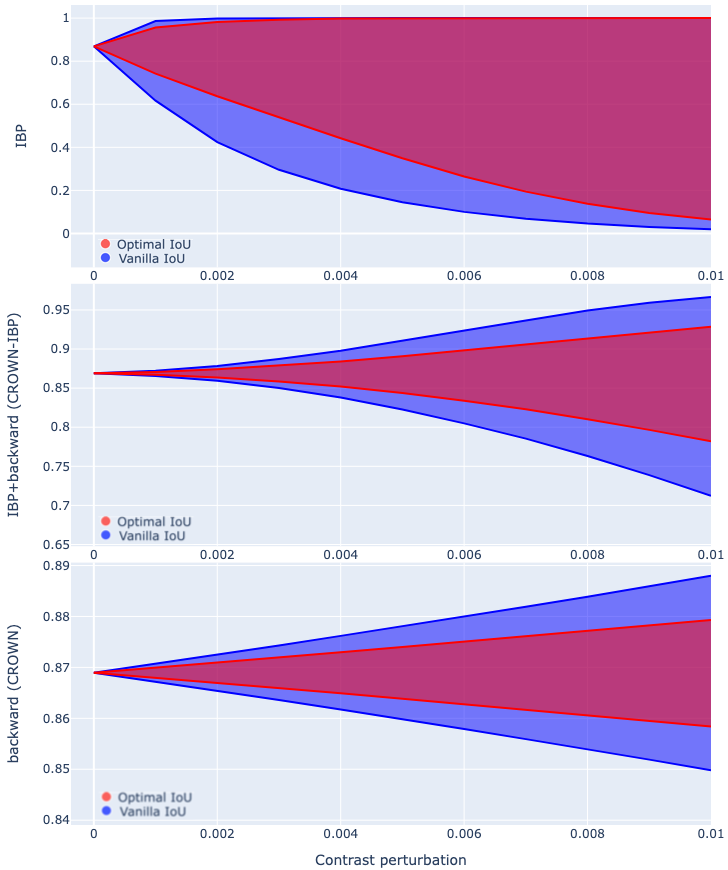 IBP
1
0.8
0.6
0.4
0.2
0
Optimal IoU
Vanilla IoU
0 0.002 0.004 0.006 0.008 0.01
IBP+backward (CROWN-IBP)
0.95
0.9
0.85
0.8
0.75
0.7
0.65
Optimal IoU
Vanilla IoU
0 0.002 0.004 0.006 0.008 0.01
backward (CROWN)
0.89
0.88
0.87
0.86
0.85
0.84
Optimal IoU
Vanilla IoU
0 0.002 0.004 0.006 0.008 0.01
Contrast perturbation